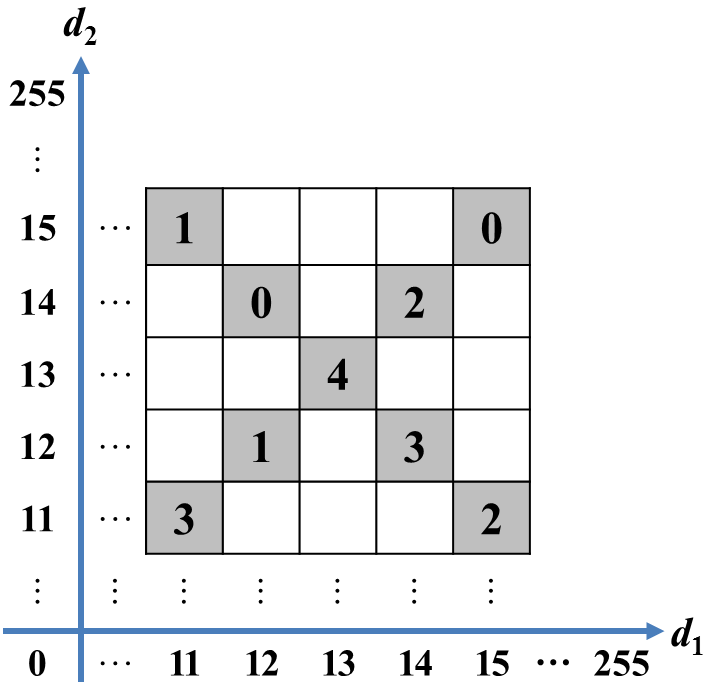 d₂
255
⋮
15 ⋯ 1 0
14 ⋯ 0 2
13 ⋯ 4
12 ⋯ 1 3
11 ⋯ 3 2
⋮ ⋮ ⋮ ⋮ ⋮ ⋮ ⋮
d₁
0 ⋯ 11 12 13 14 15 ⋯ 255